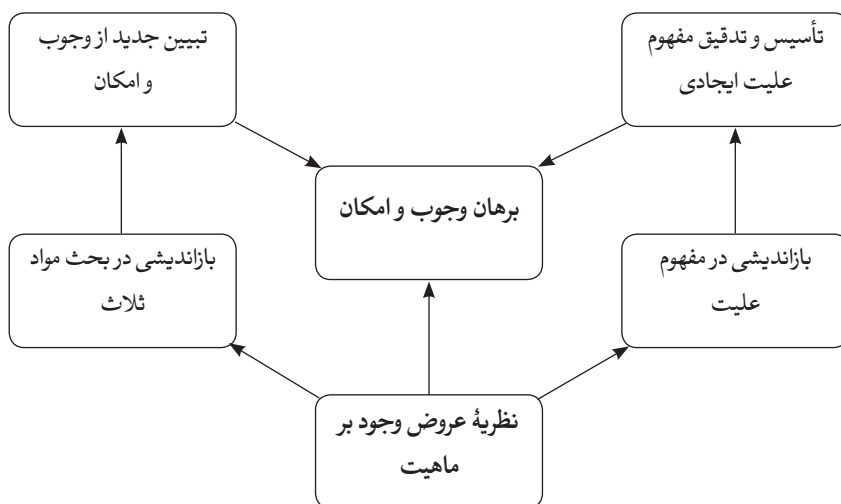 تأسیس و تدقیق مفهوم
علیت ایجادی
تبیین جدید از وجوب
و امکان
برهان وجوب و امکان
بازاندیشی در مفهوم
علیت
بازاندیشی در بحث مواد
ثلاث
نظریهٔ عروض وجود بر
ماهیت